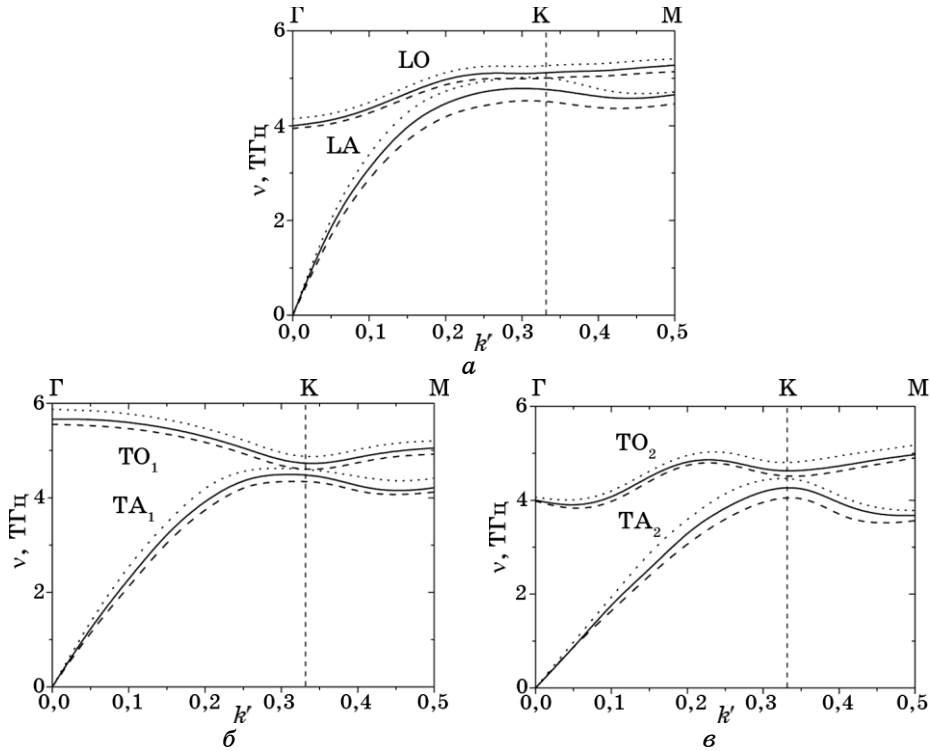 Γ K M
6
LO
4
LA
ν, ТГц
2
0
0,0 0,1 0,2 0,3 0,4 0,5
k′
а
Γ K M
6
TO₁
4
TA₁
ν, ТГц
2
0
0,0 0,1 0,2 0,3 0,4 0,5
k′
б
Γ K M
6
TO₂
4
TA₂
ν, ТГц
2
0
0,0 0,1 0,2 0,3 0,4 0,5
k′
в